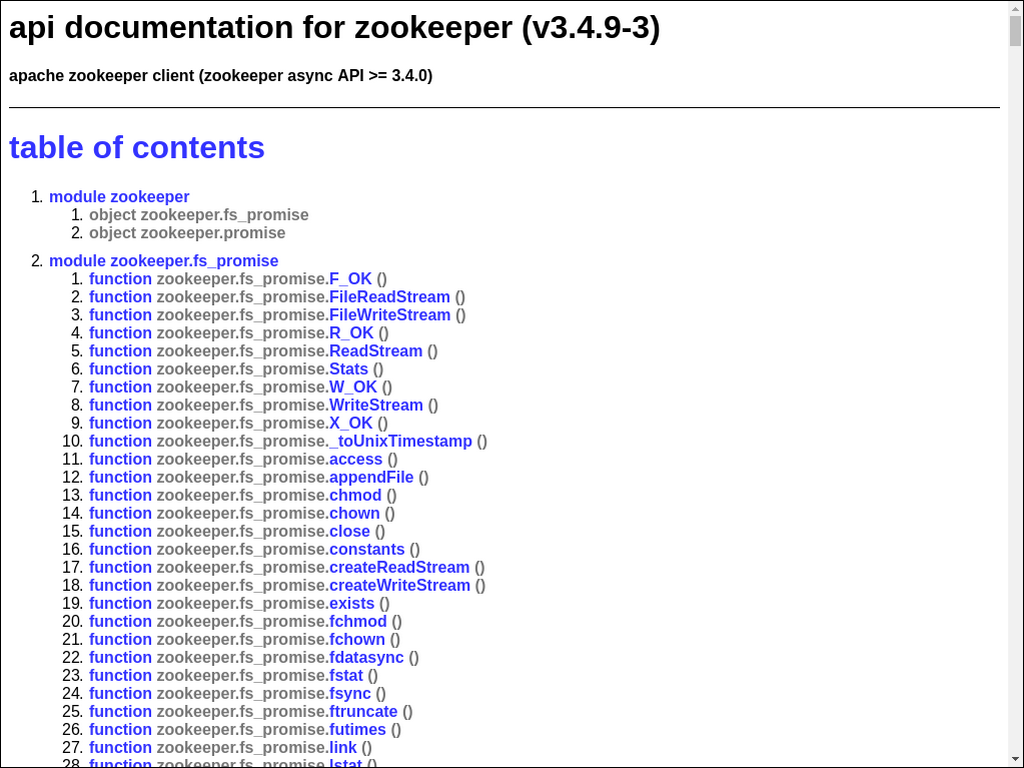 api documentation for zookeeper (v3.4.9-3)
apache zookeeper client (zookeeper async API >= 3.4.0)
table of contents
1. module zookeeper
1. object zookeeper.fs_promise
2. object zookeeper.promise
2. module zookeeper.fs_promise
1. function zookeeper.fs_promise.F_OK ()
2. function zookeeper.fs_promise.FileReadStream ()
3. function zookeeper.fs_promise.FileWriteStream ()
4. function zookeeper.fs_promise.R_OK ()
5. function zookeeper.fs_promise.ReadStream ()
6. function zookeeper.fs_promise.Stats ()
7. function zookeeper.fs_promise.W_OK ()
8. function zookeeper.fs_promise.WriteStream ()
9. function zookeeper.fs_promise.X_OK ()
10. function zookeeper.fs_promise._toUnixTimestamp ()
11. function zookeeper.fs_promise.access ()
12. function zookeeper.fs_promise.appendFile ()
13. function zookeeper.fs_promise.chmod ()
14. function zookeeper.fs_promise.chown ()
15. function zookeeper.fs_promise.close ()
16. function zookeeper.fs_promise.constants ()
17. function zookeeper.fs_promise.createReadStream ()
18. function zookeeper.fs_promise.createWriteStream ()
19. function zookeeper.fs_promise.exists ()
20. function zookeeper.fs_promise.fchmod ()
21. function zookeeper.fs_promise.fchown ()
22. function zookeeper.fs_promise.fdatasync ()
23. function zookeeper.fs_promise.fstat ()
24. function zookeeper.fs_promise.fsync ()
25. function zookeeper.fs_promise.ftruncate ()
26. function zookeeper.fs_promise.futimes ()
27. function zookeeper.fs_promise.link ()
28. function zookeeper.fs_promise.lstat ()